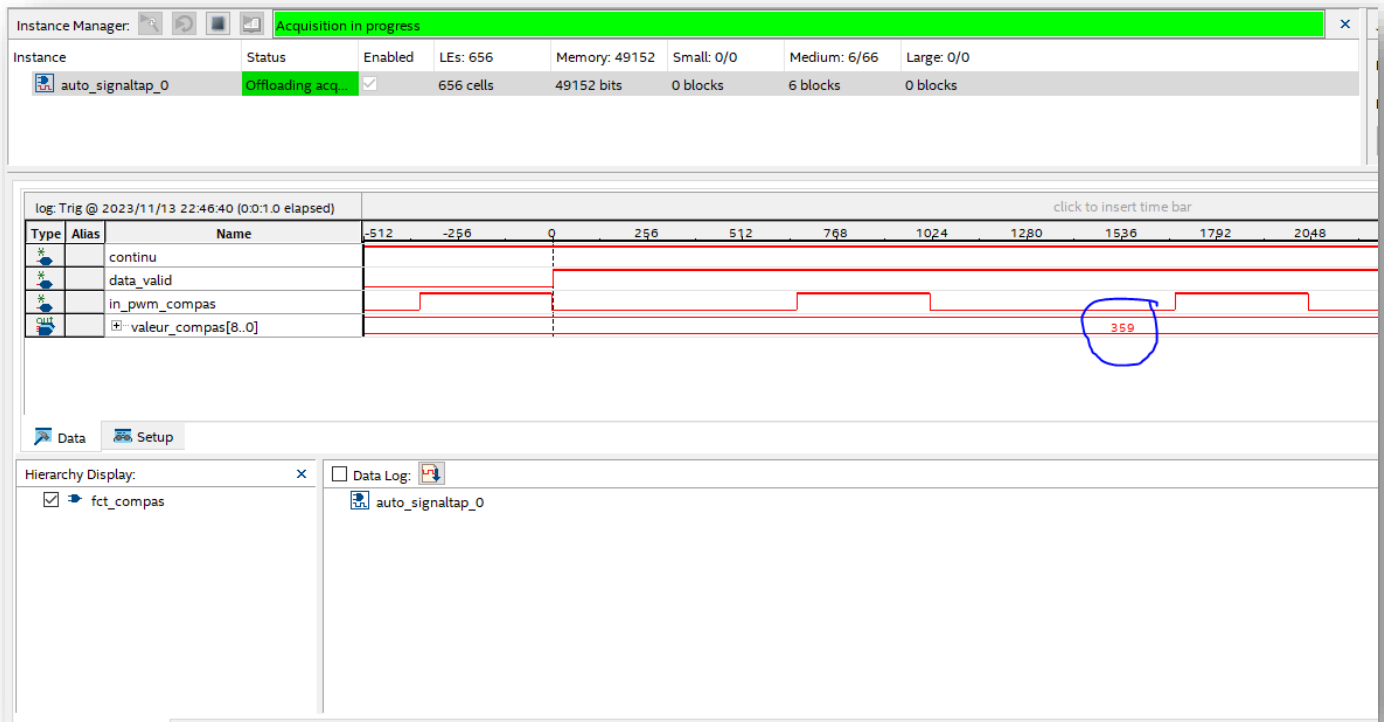 Instance Manager: Acquisition in progress
Instance Status Enabled LEs: 656 Memory: 49152 Small: 0/0 Medium: 6/66 Large: 0/0
auto_signaltap_0 Offloading acq... 656 cells 49152 bits 0 blocks 6 blocks 0 blocks
log: Trig @ 2023/11/13 22:46:40 (0:0:1.0 elapsed) click to insert time bar
Type Alias Name -512 -256 0 256 512 768 1024 1280 1536 1792 2048
continu
data_valid
in_pwm_compas
out valeur_compas[8..0] 359
Data Setup
Hierarchy Display: Data Log:
fct_compas auto_signaltap_0